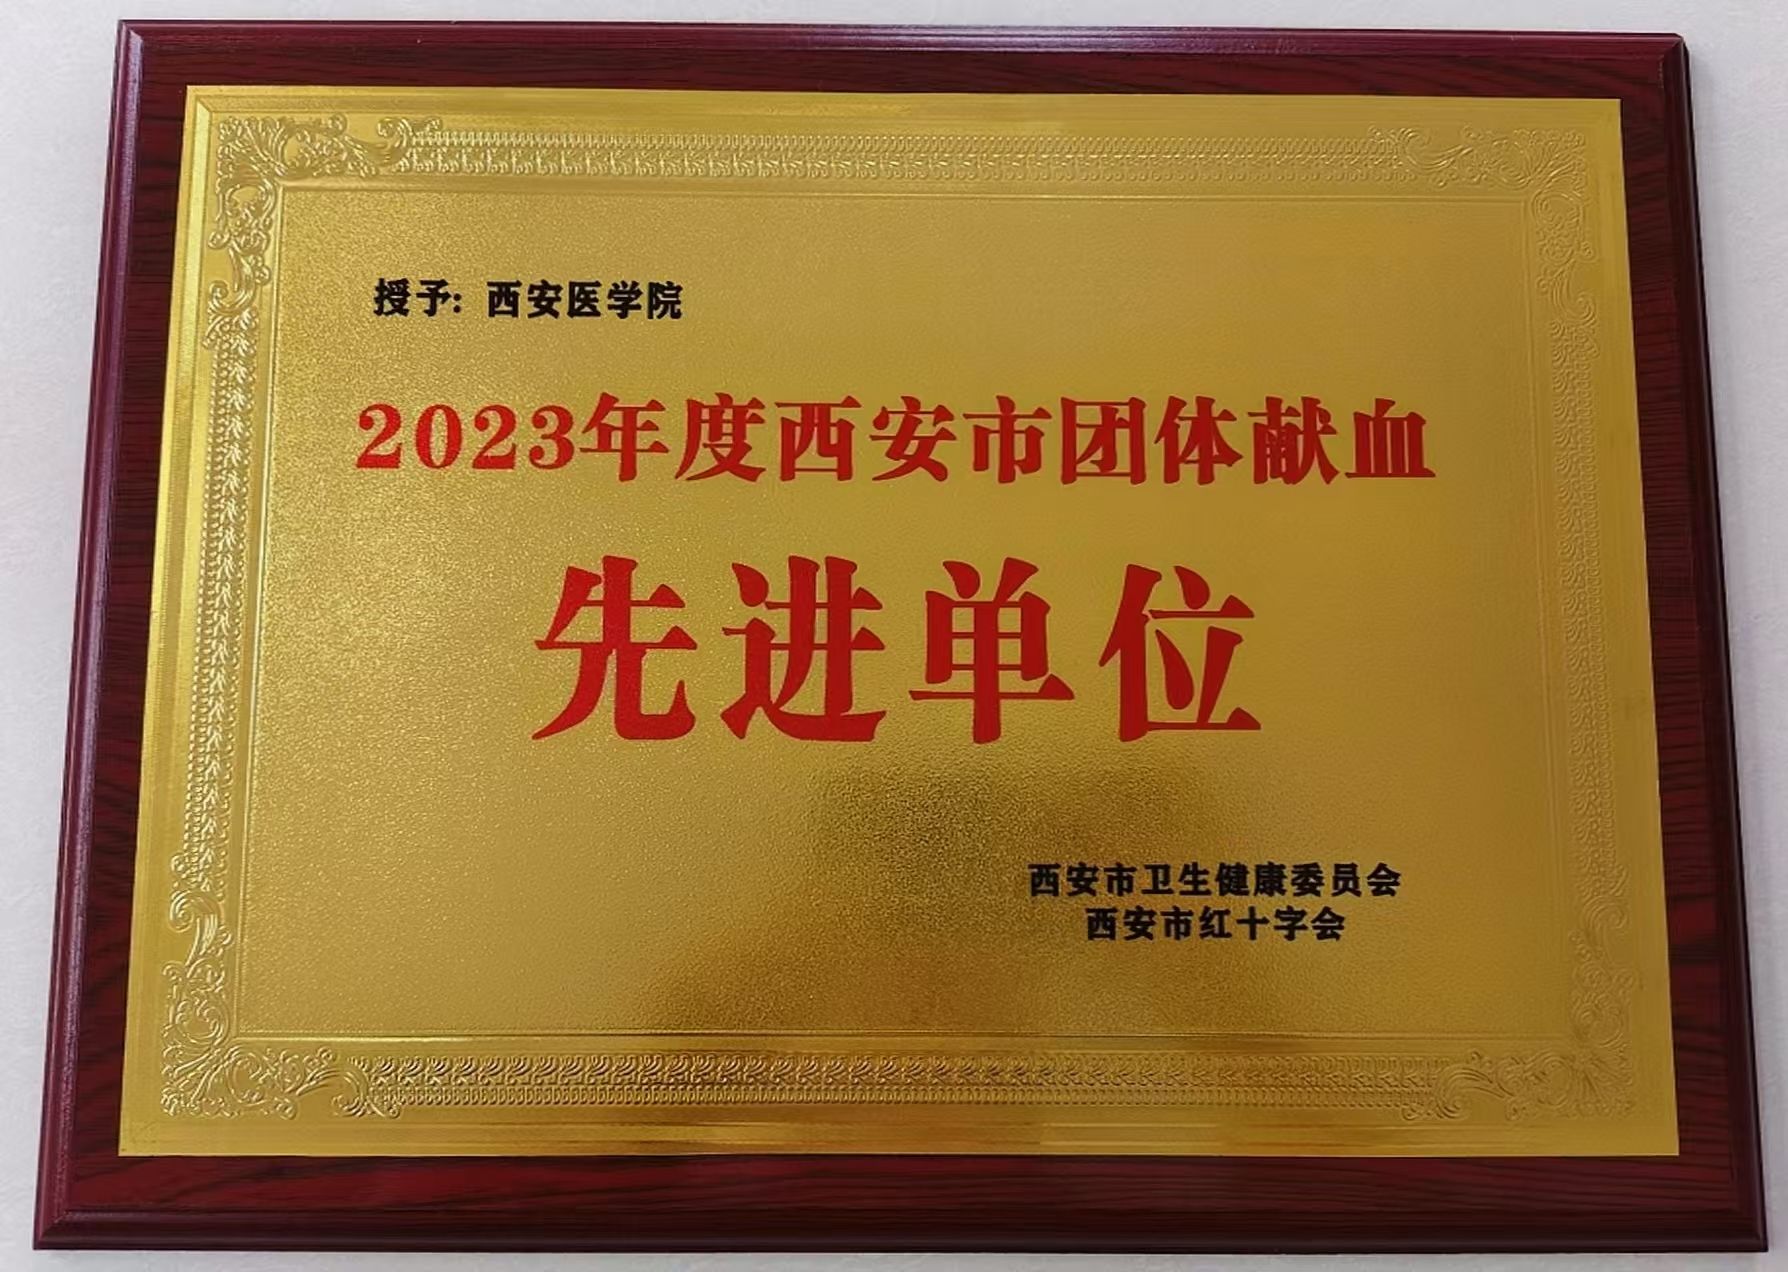 授予: 西安医学院
2023年度西安市团体献血
先进单位
西安市卫生健康委员会
西安市红十字会